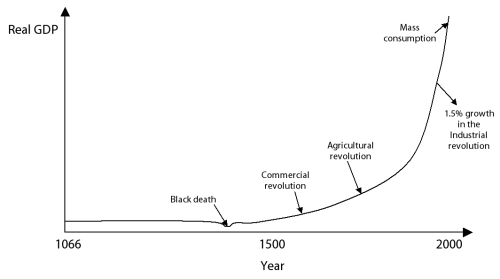 Real GDP
Mass
consumption
1.5% growth
in the
Industrial
revolution
Agricultural
revolution
Commercial
revolution
Black death
1066
1500
2000
Year